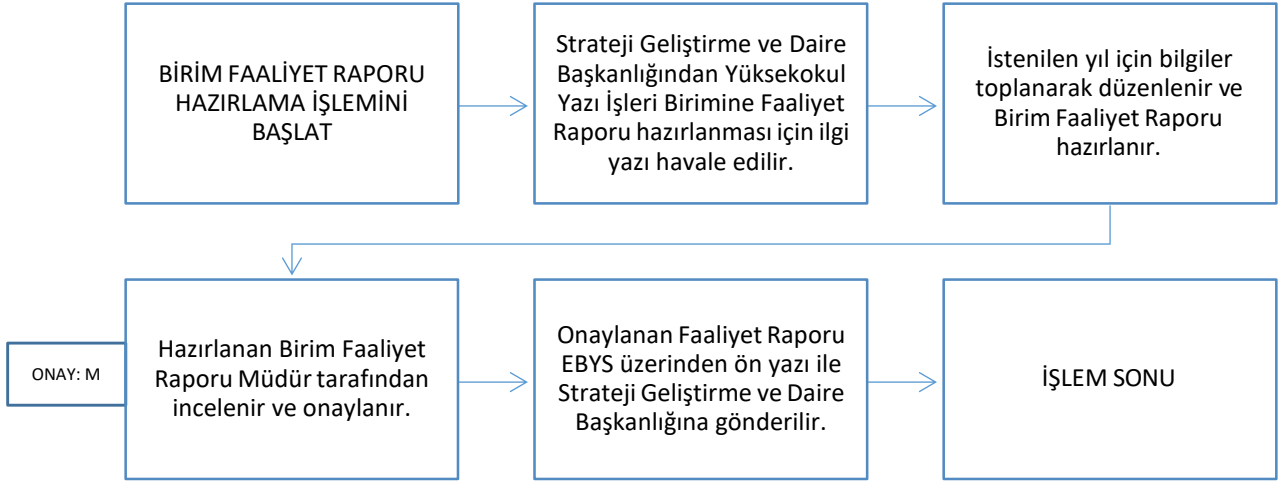 BİRİM FAALİYET RAPORU
HAZIRLAMA İŞLEMİNİ
BAŞLAT
Strateji Geliştirme ve Daire
Başkanlığından Yüksekokul
Yazı İşleri Birimine Faaliyet
Raporu hazırlanması için ilgi
yazı havale edilir.
İstenilen yıl için bilgiler
toplanarak düzenlenir ve
Birim Faaliyet Raporu
hazırlanır.
ONAY: M
Hazırlanan Birim Faaliyet
Raporu Müdür tarafından
incelenir ve onaylanır.
Onaylanan Faaliyet Raporu
EBYS üzerinden ön yazı ile
Strateji Geliştirme ve Daire
Başkanlığına gönderilir.
İŞLEM SONU